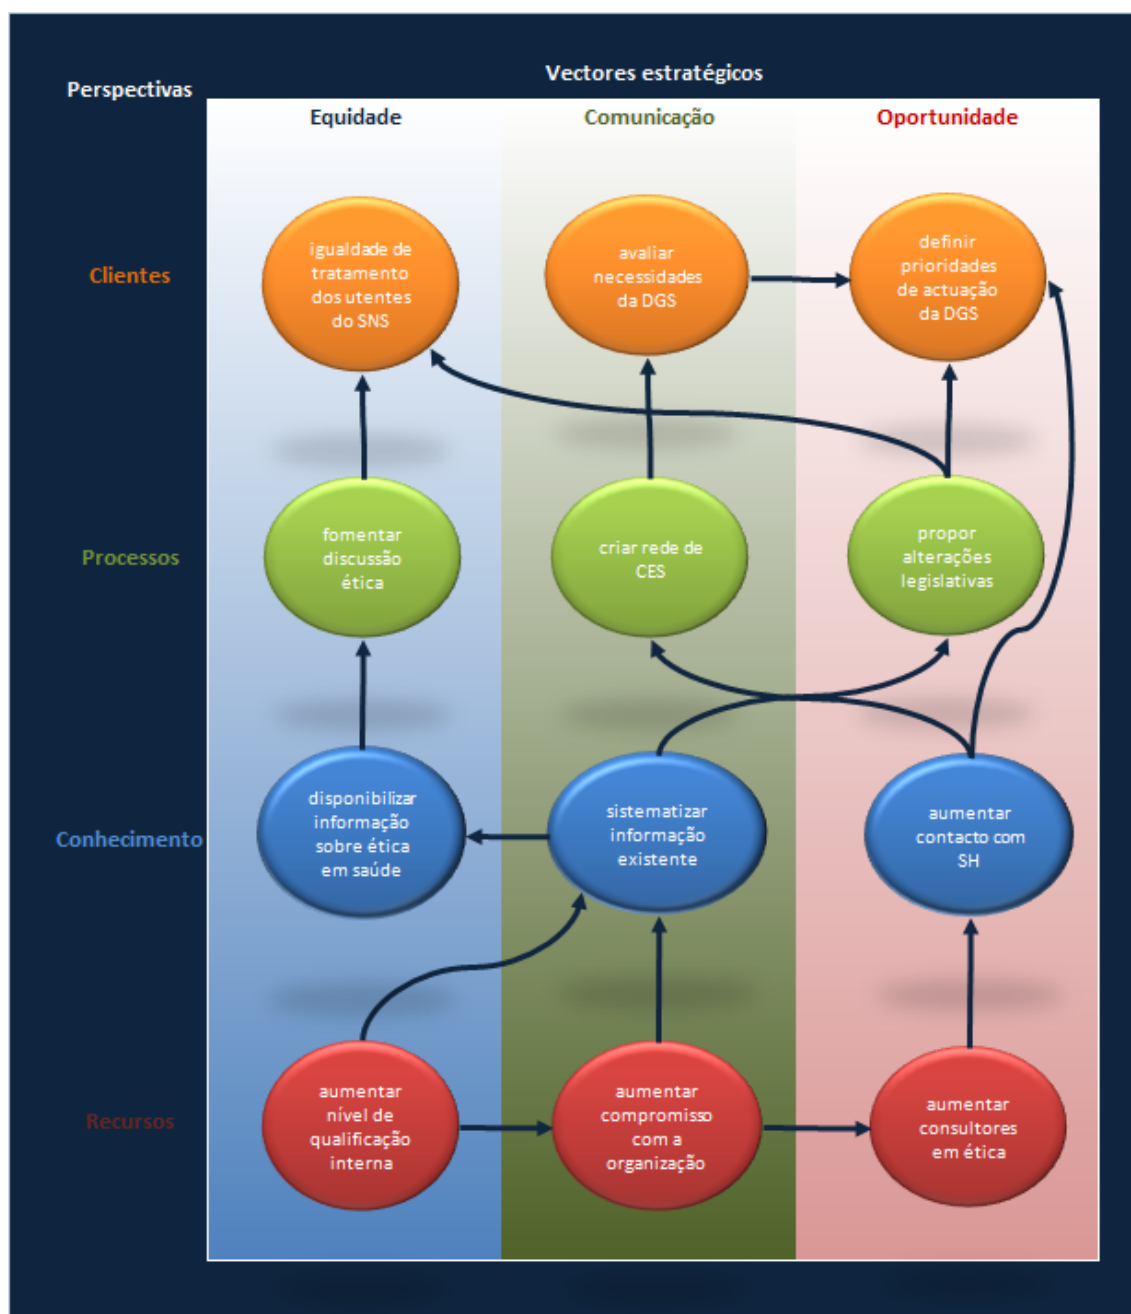 Vectores estratégicos
Perspectivas
Equidade
Comunicação
Oportunidade
Clientes
igualdade de
tratamento
dos utentes
do SNS
avaliar
necessidades
da DGS
definir
prioridades
de actuação
da DGS
Processos
fomentar
discussão
ética
criar rede de
CES
propor
alterações
legislativas
Conhecimento
disponibilizar
informação
sobre ética
em saúde
sistematizar
informação
existente
aumentar
contacto com
SH
Recursos
aumentar
nível de
qualificação
interna
aumentar
compromisso
com a
organização
aumentar
consultores
em ética